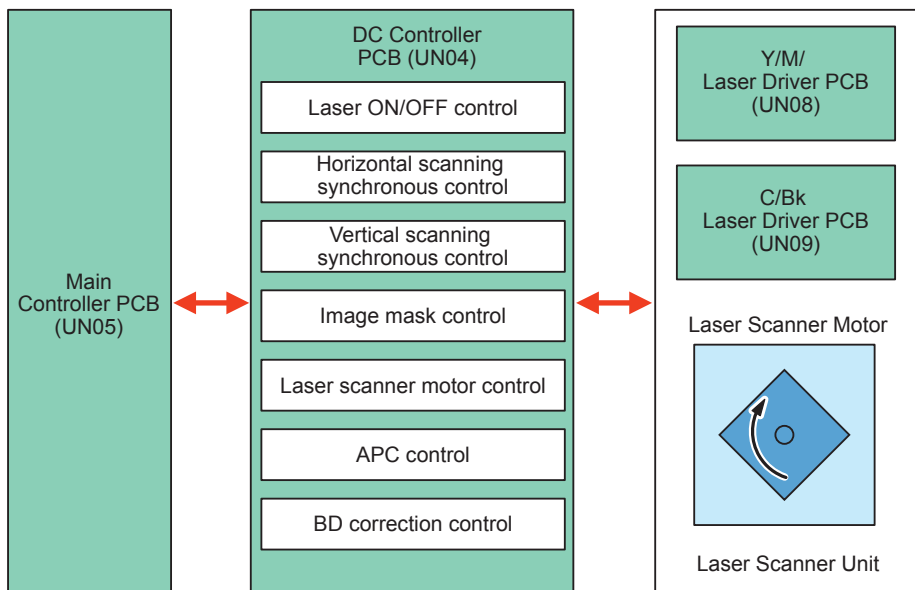 Main
Controller PCB
(UN05)
DC Controller
PCB (UN04)
Laser ON/OFF control
Horizontal scanning
synchronous control
Vertical scanning
synchronous control
Image mask control
Laser scanner motor control
APC control
BD correction control
Y/M/
Laser Driver PCB
(UN08)
C/Bk
Laser Driver PCB
(UN09)
Laser Scanner Motor
Laser Scanner Unit